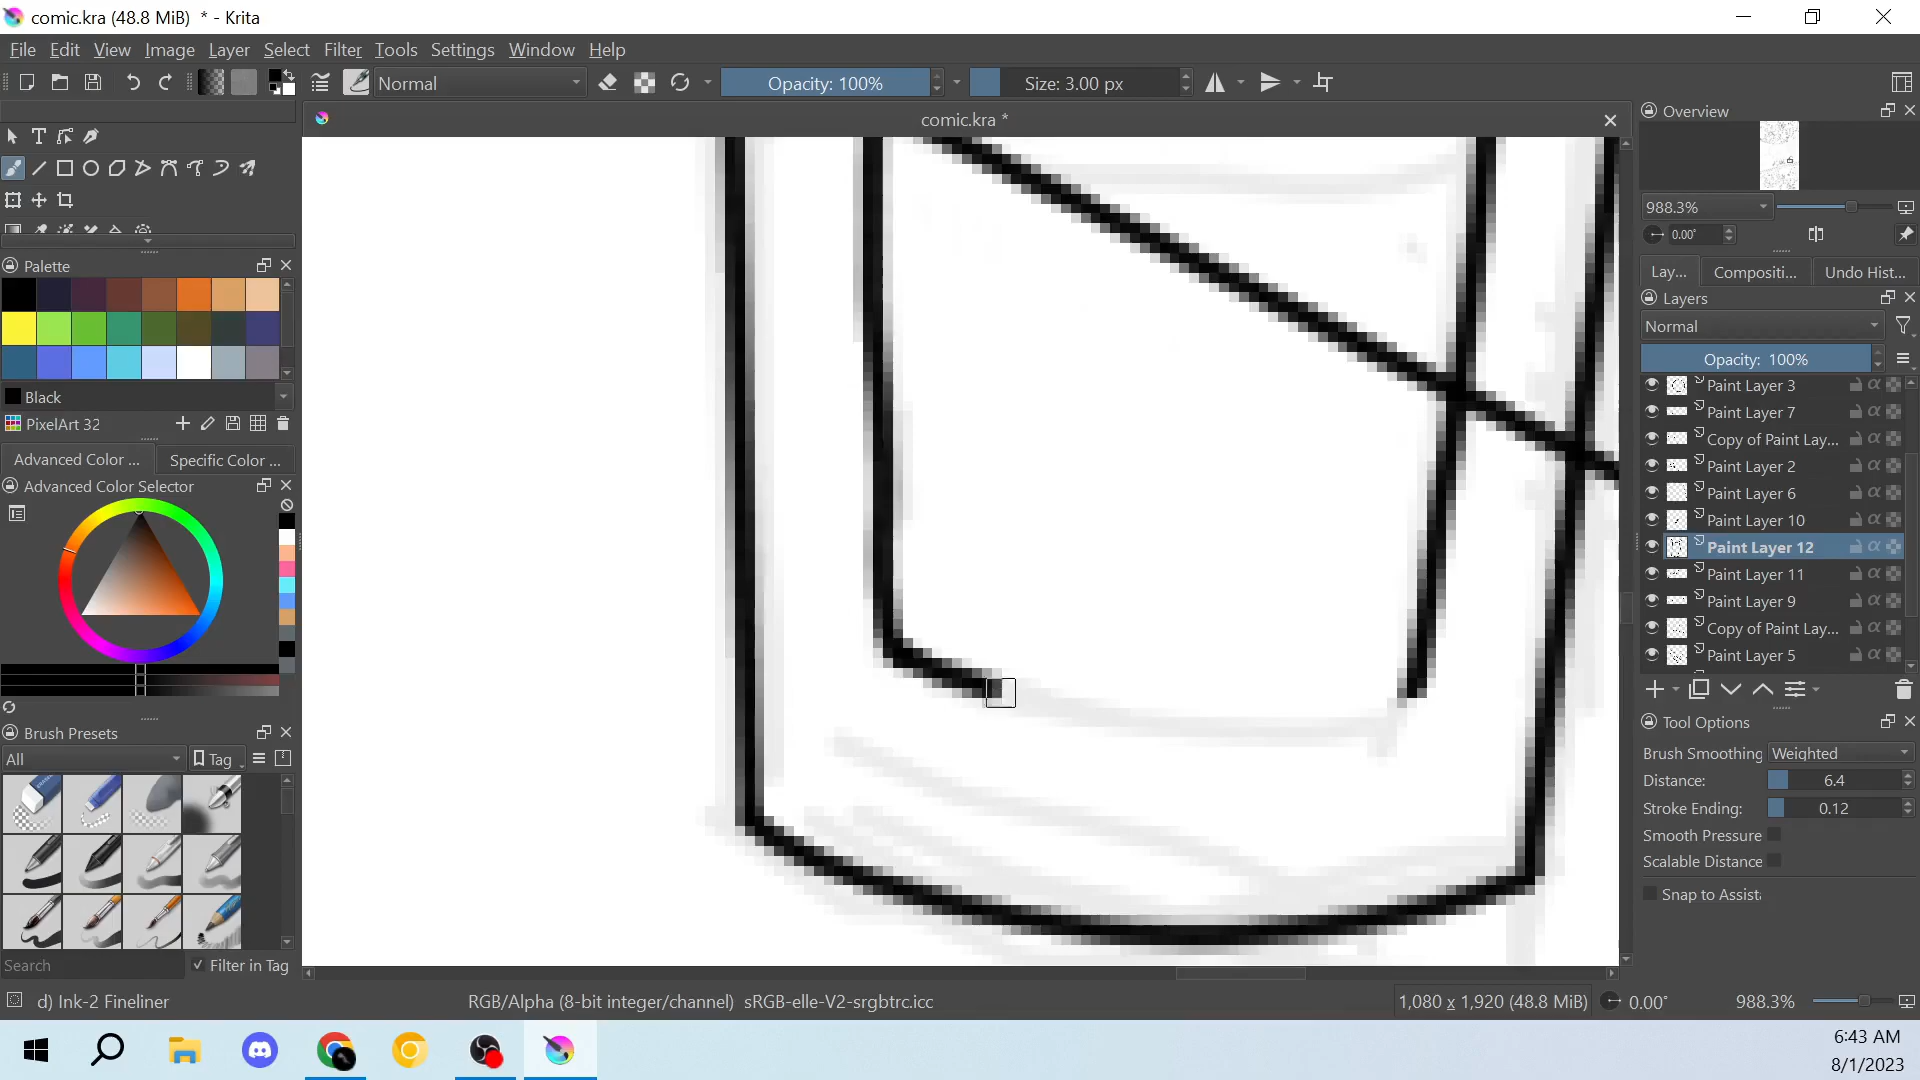 comic.kra (48.8 MiB) * - Krita
File Edit View Image Layer Select Filter Tools Settings Window Help
Normal
Opacity: 100%
Size: 3.00 px
comic.kra *
Palette
Black
PixelArt 32
Advanced Color ...
Specific Color ...
Advanced Color Selector
Brush Presets
All
Tag
Search
Filter in Tag
Overview
988.3%
0.00°
Lay...
Compositi...
Undo Hist...
Layers
Normal
Opacity: 100%
Paint Layer 3
Paint Layer 7
Copy of Paint Lay...
Paint Layer 2
Paint Layer 6
Paint Layer 10
Paint Layer 12
Paint Layer 11
Paint Layer 9
Copy of Paint Lay...
Paint Layer 5
Tool Options
Brush Smoothing Weighted
Distance: 6.4
Stroke Ending: 0.12
Smooth Pressure
Scalable Distance
Snap to Assista
d) Ink-2 Fineliner
RGB/Alpha (8-bit integer/channel) sRGB-elle-V2-srgbtrc.icc
1,080 x 1,920 (48.8 MiB)
0.00°
988.3%
6:43 AM
8/1/2023